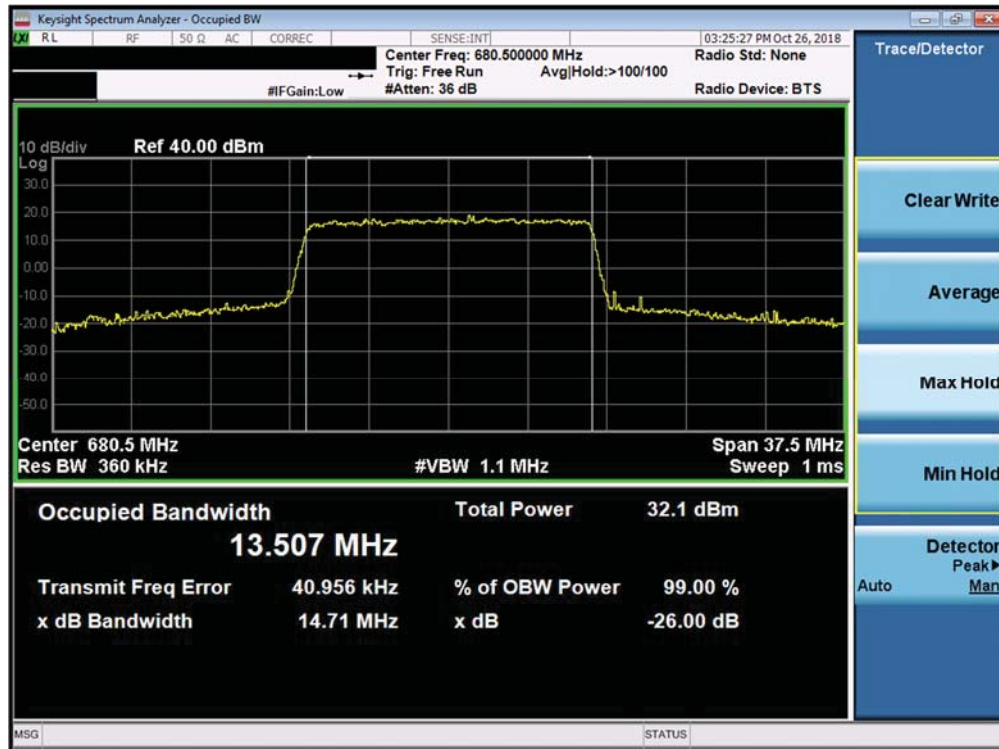 Keysight Spectrum Analyzer - Occupied BW
LXI RL RF 50 Ω AC CORREC SENSE:INT 03:25:27 PM Oct 26, 2018
Center Freq: 680.500000 MHz Radio Std: None
Trig: Free Run Avg|Hold:>100/100
#IFGain:Low #Atten: 36 dB Radio Device: BTS
10 dB/div Ref 40.00 dBm
Log
30.0
20.0
10.0
0.00
-10.0
-20.0
-30.0
-40.0
-50.0
Center 680.5 MHz Span 37.5 MHz
Res BW 360 kHz #VBW 1.1 MHz Sweep 1 ms
Occupied Bandwidth Total Power 32.1 dBm
13.507 MHz
Transmit Freq Error 40.956 kHz % of OBW Power 99.00 %
x dB Bandwidth 14.71 MHz x dB -26.00 dB
MSG STATUS
Trace/Detector
Clear Write
Average
Max Hold
Min Hold
Detector
Peak▶
Auto Man